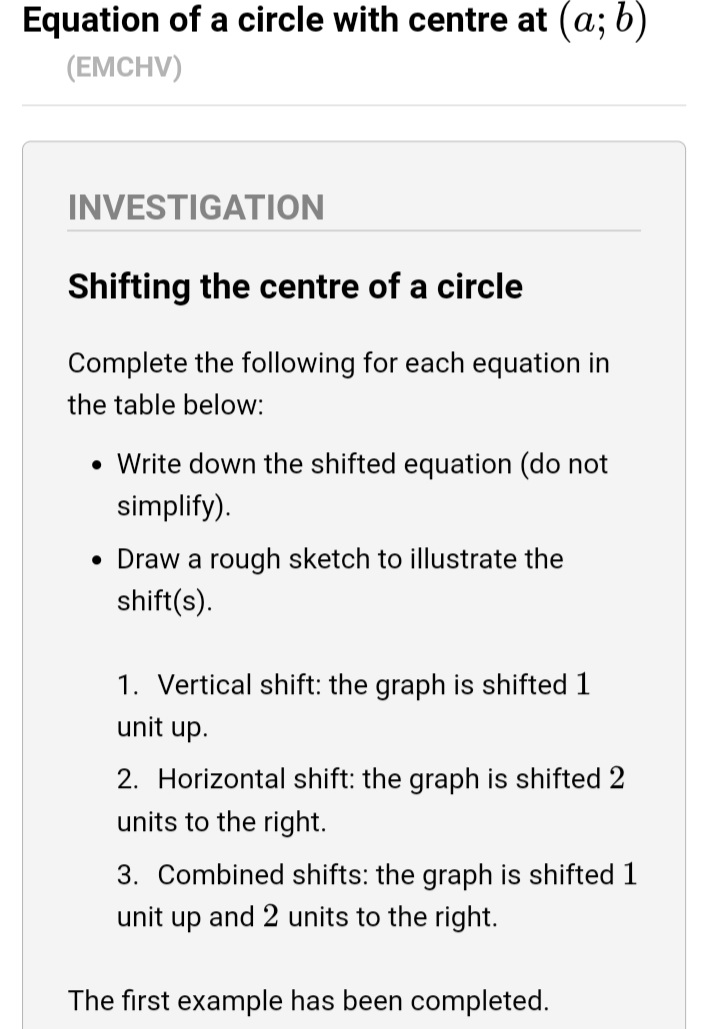 Equation of a circle with centre at (a; b)
(EMCHV)
INVESTIGATION
Shifting the centre of a circle
Complete the following for each equation in
the table below:
• Write down the shifted equation (do not
simplify).
• Draw a rough sketch to illustrate the
shift(s).
1. Vertical shift: the graph is shifted 1
unit up.
2. Horizontal shift: the graph is shifted 2
units to the right.
3. Combined shifts: the graph is shifted 1
unit up and 2 units to the right.
The first example has been completed.